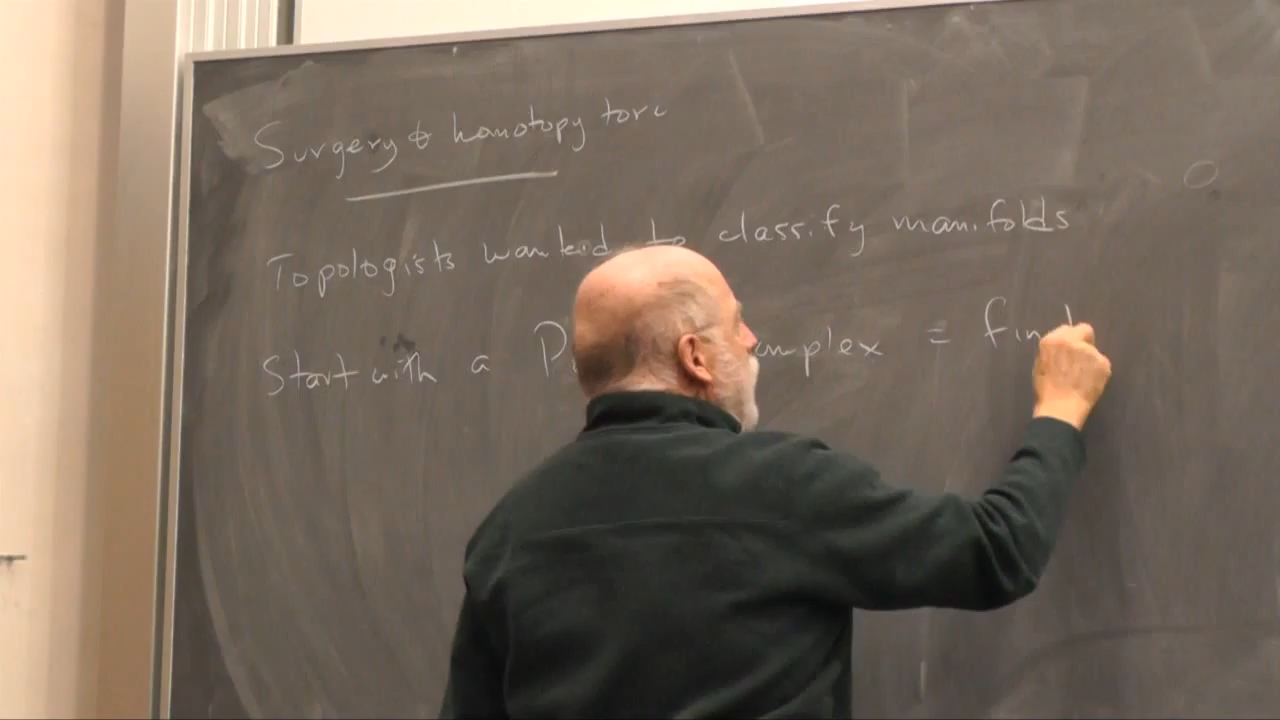 Surgery & homotopy tori
Topologists wanted to classify manifolds
Start with a complex = fin